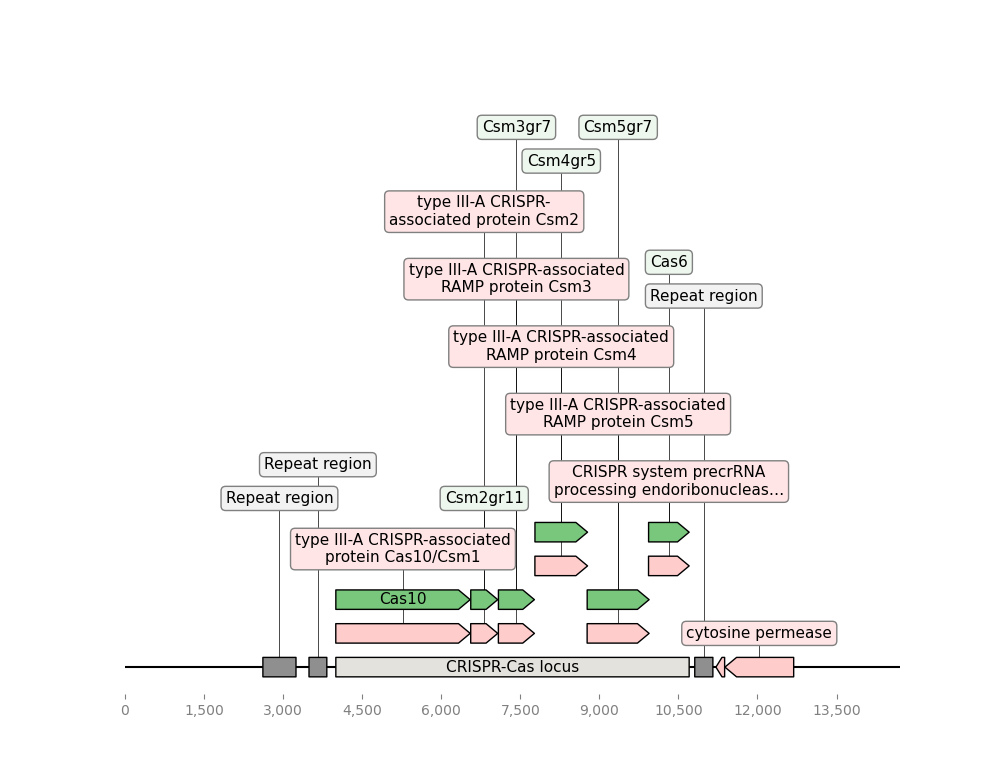 Csm3gr7
Csm5gr7
Csm4gr5
type III-A CRISPR-
associated protein Csm2
Cas6
type III-A CRISPR-associated
RAMP protein Csm3
Repeat region
type III-A CRISPR-associated
RAMP protein Csm4
type III-A CRISPR-associated
RAMP protein Csm5
Repeat region
CRISPR system precrRNA
processing endoribonucleas...
Repeat region
Csm2gr11
type III-A CRISPR-associated
protein Cas10/Csm1
Cas10
cytosine permease
CRISPR-Cas locus
0 1,500 3,000 4,500 6,000 7,500 9,000 10,500 12,000 13,500